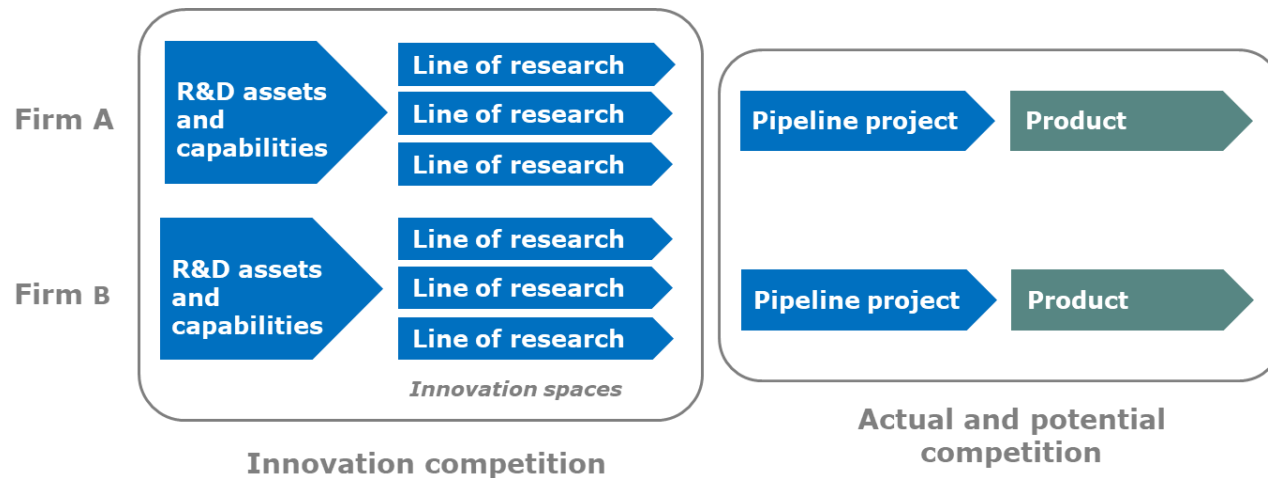 Firm A
R&D assets
and
capabilities
Line of research
Line of research
Line of research
Pipeline project
Product
Firm B
R&D assets
and
capabilities
Line of research
Line of research
Line of research
Innovation spaces
Pipeline project
Product
Innovation competition
Actual and potential
competition